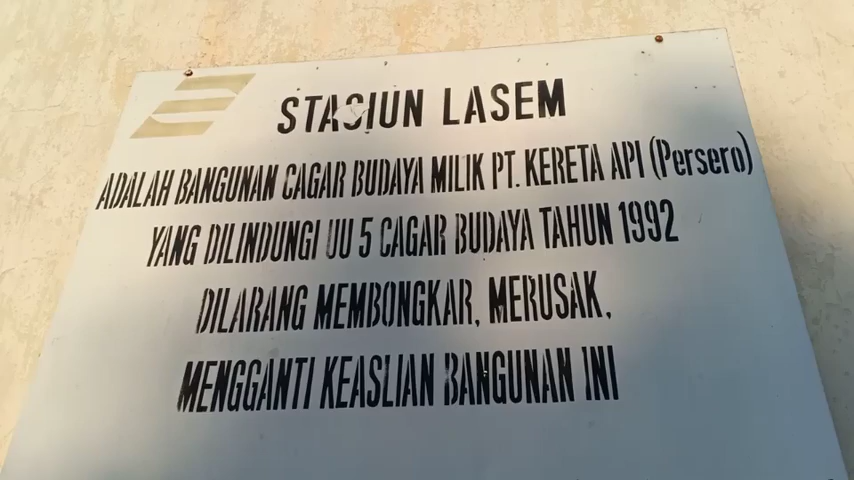 STASIUN LASEM
ADALAH BANGUNAN CAGAR BUDAYA MILIK PT. KERETA API (Persero)
YANG DILINDUNGI UU 5 CAGAR BUDAYA TAHUN 1992
DILARANG MEMBONGKAR, MERUSAK,
MENGGANTI KEASLIAN BANGUNAN INI